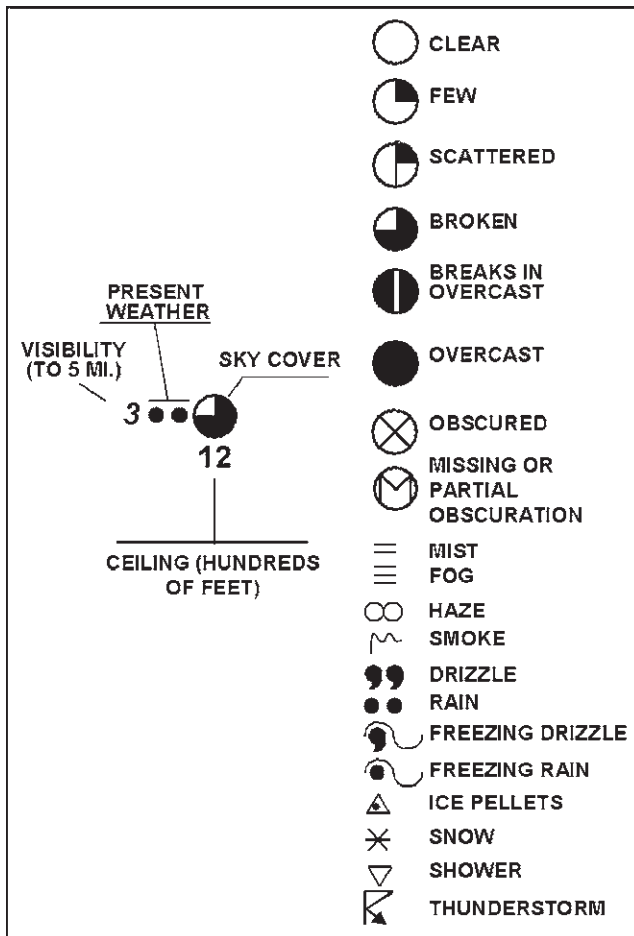 CLEAR
FEW
SCATTERED
BROKEN
BREAKS IN
OVERCAST
OVERCAST
OBSCURED
MISSING OR
PARTIAL
OBSCURATION
MIST
FOG
HAZE
SMOKE
DRIZZLE
RAIN
FREEZING DRIZZLE
FREEZING RAIN
ICE PELLETS
SNOW
SHOWER
THUNDERSTORM
PRESENT
WEATHER
VISIBILITY
(TO 5 MI.)
SKY COVER
3
12
CEILING (HUNDREDS
OF FEET)